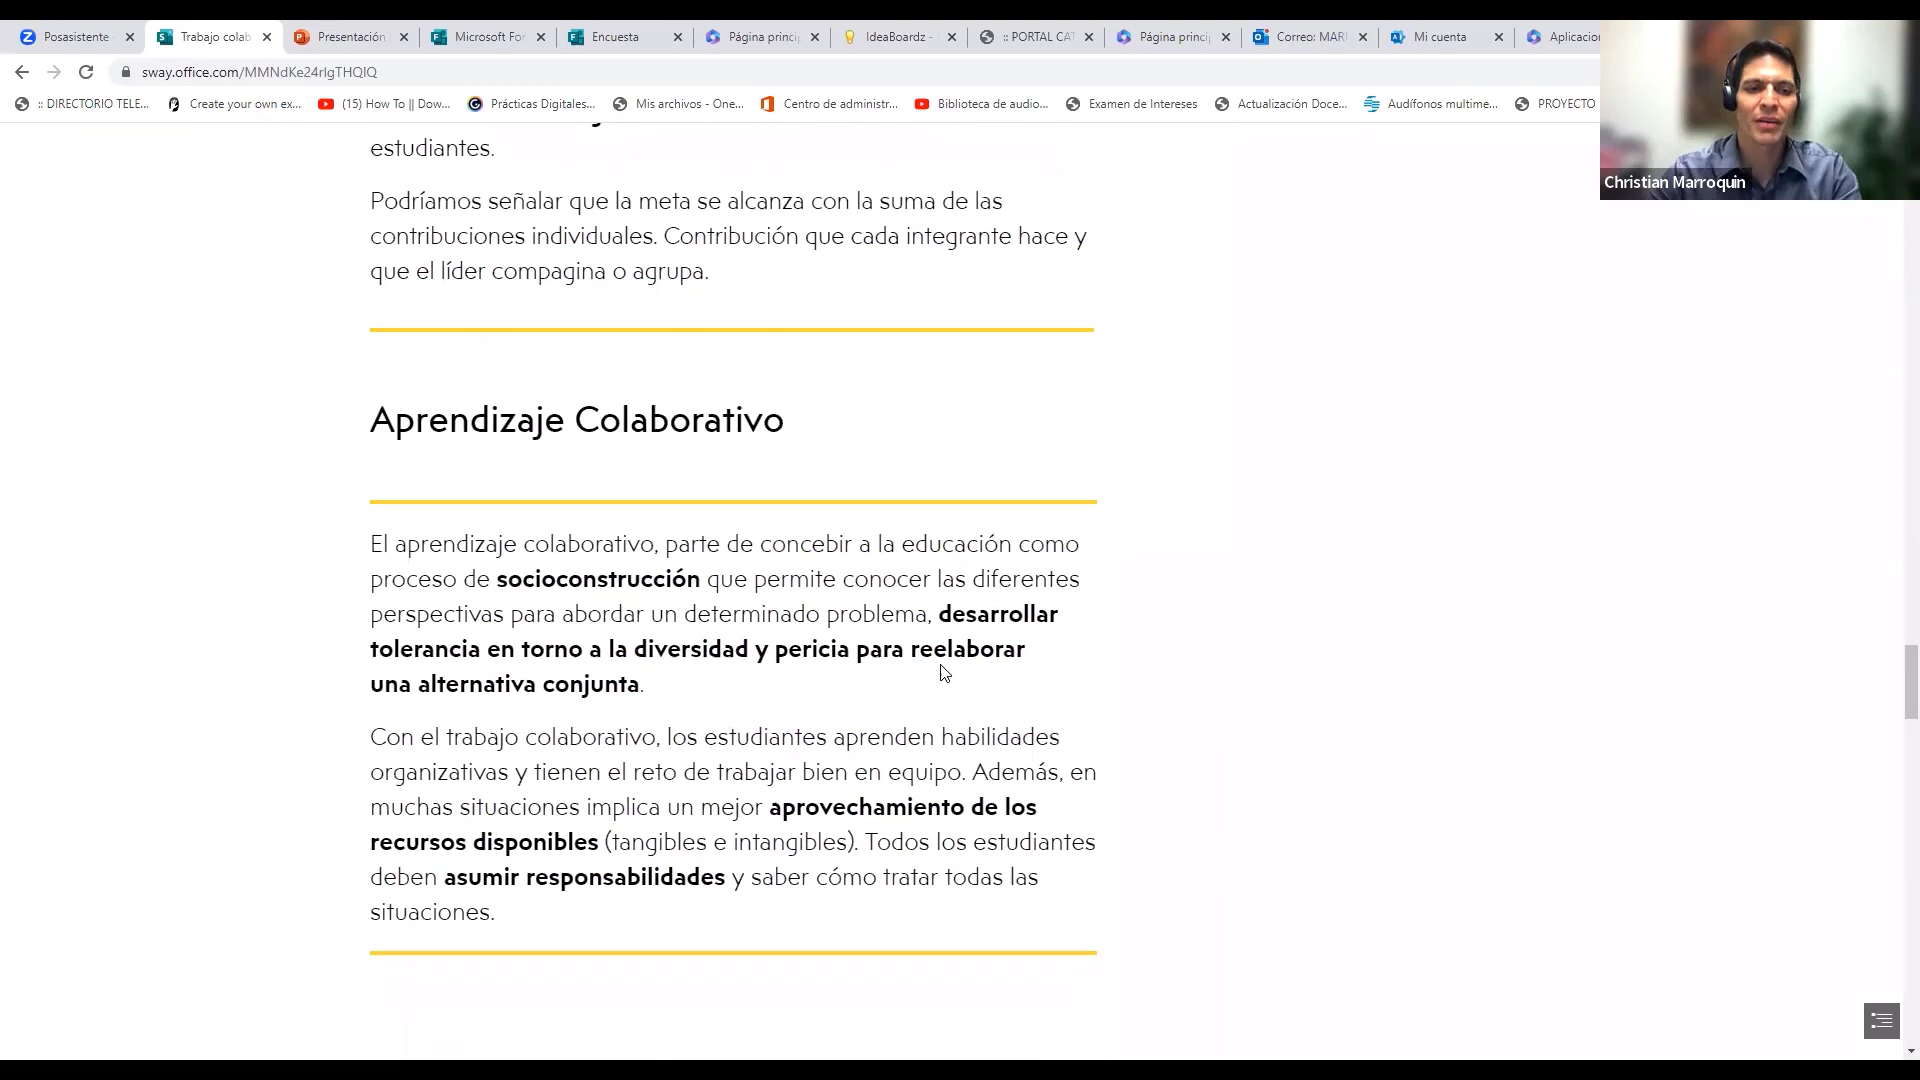 Posasistente
Trabajo colab
Presentación
Microsoft For
Encuesta
Página princi
IdeaBoardz -
:: PORTAL CAT
Página princi
Correo: MAR
Mi cuenta
Aplicacion
sway.office.com/MMNdKe24rIgTHQIQ
:: DIRECTORIO TELE...
Create your own ex...
(15) How To || Dow...
Prácticas Digitales...
Mis archivos - One...
Centro de administr...
Biblioteca de audio...
Examen de Intereses
Actualización Doce...
Audífonos multime...
PROYECTO
Christian Marroquin
estudiantes.
Podríamos señalar que la meta se alcanza con la suma de las
contribuciones individuales. Contribución que cada integrante hace y
que el líder compagina o agrupa.
Aprendizaje Colaborativo
El aprendizaje colaborativo, parte de concebir a la educación como
proceso de socioconstrucción que permite conocer las diferentes
perspectivas para abordar un determinado problema, desarrollar
tolerancia en torno a la diversidad y pericia para reelaborar
una alternativa conjunta.
Con el trabajo colaborativo, los estudiantes aprenden habilidades
organizativas y tienen el reto de trabajar bien en equipo. Además, en
muchas situaciones implica un mejor aprovechamiento de los
recursos disponibles (tangibles e intangibles). Todos los estudiantes
deben asumir responsabilidades y saber cómo tratar todas las
situaciones.